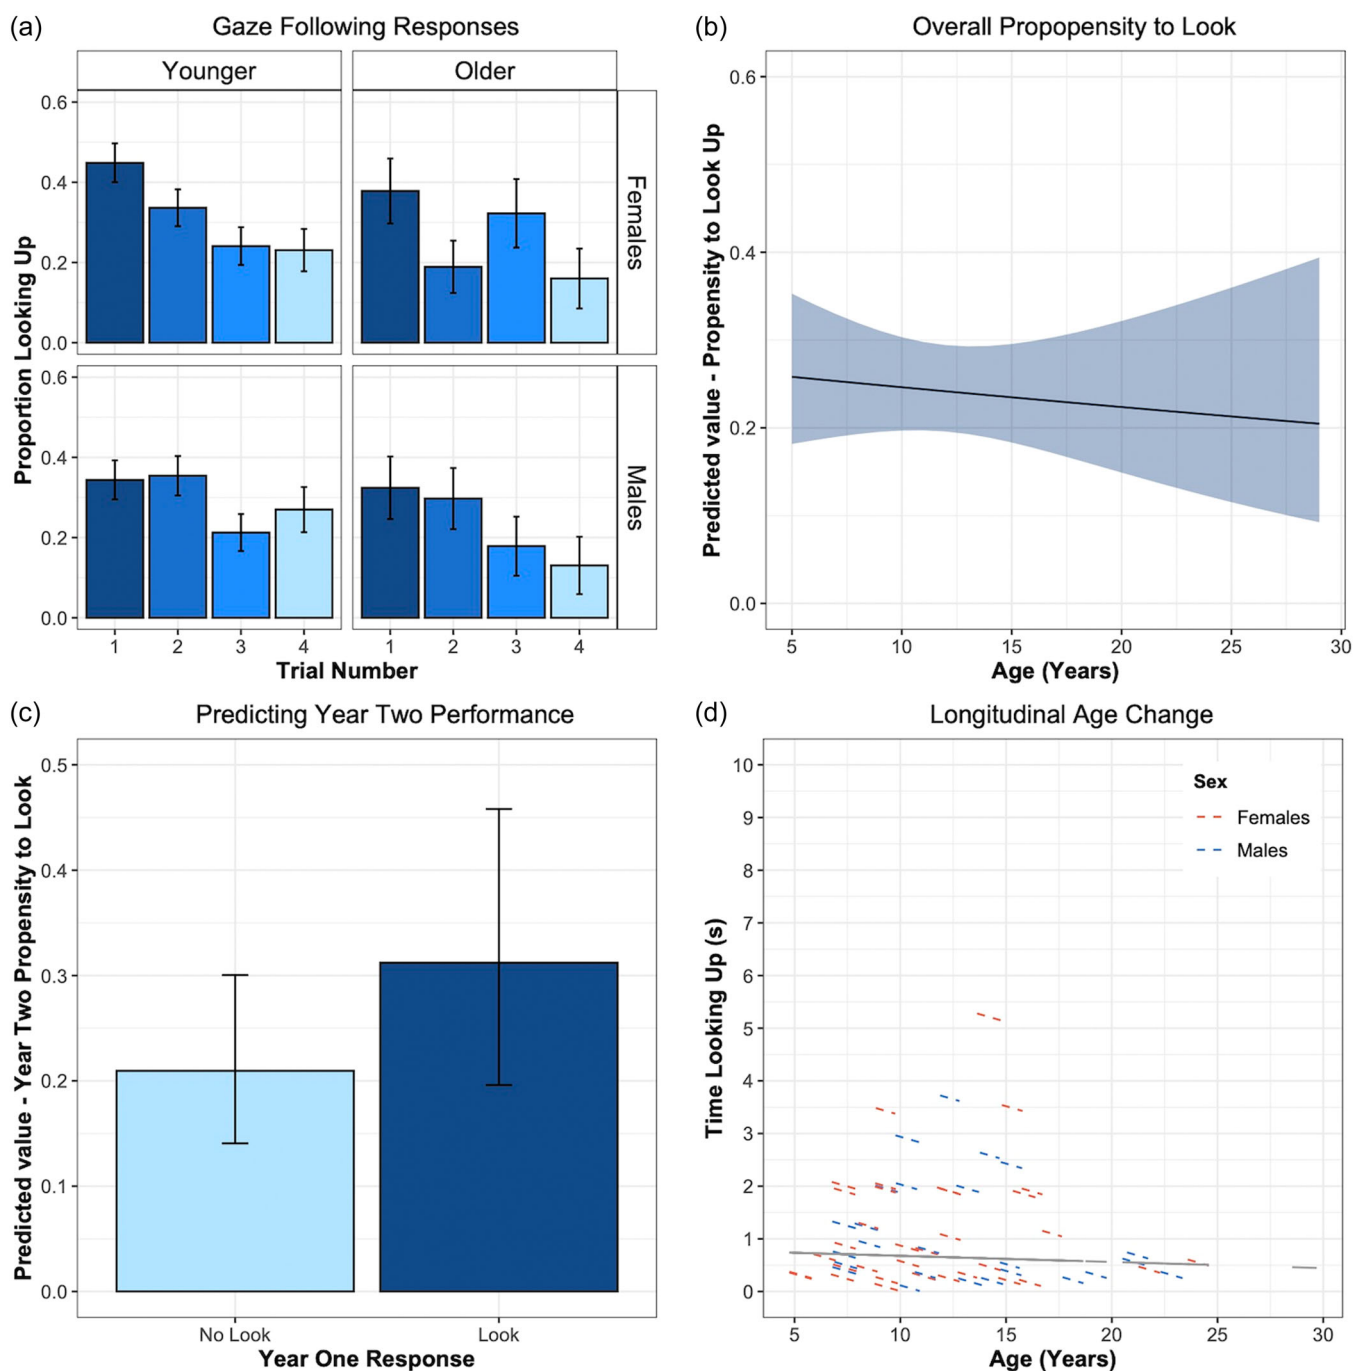 (a) Gaze Following Responses
Younger Older
0.6
0.4
0.2
0.0
Females
0.6
0.4
0.2
0.0
Males
Proportion Looking Up
1 2 3 4 1 2 3 4
Trial Number
(b) Overall Propopensity to Look
0.6
0.4
0.2
0.0
Predicted value - Propensity to Look Up
5 10 15 20 25 30
Age (Years)
(c) Predicting Year Two Performance
0.5
0.4
0.3
0.2
0.1
0.0
Predicted value - Year Two Propensity to Look
No Look Look
Year One Response
(d) Longitudinal Age Change
10
9
8
7
6
5
4
3
2
1
0
Time Looking Up (s)
Sex
Females
Males
5 10 15 20 25 30
Age (Years)